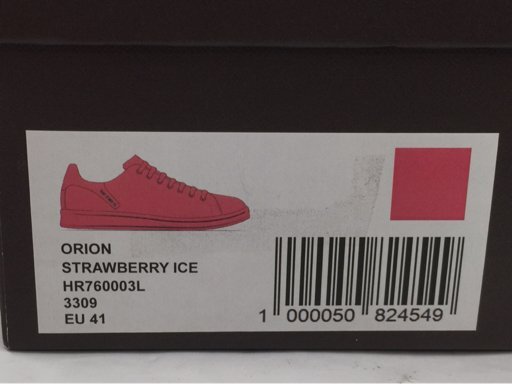 ORION
STRAWBERRY ICE
HR760003L
3309
EU 41
1 000050 824549